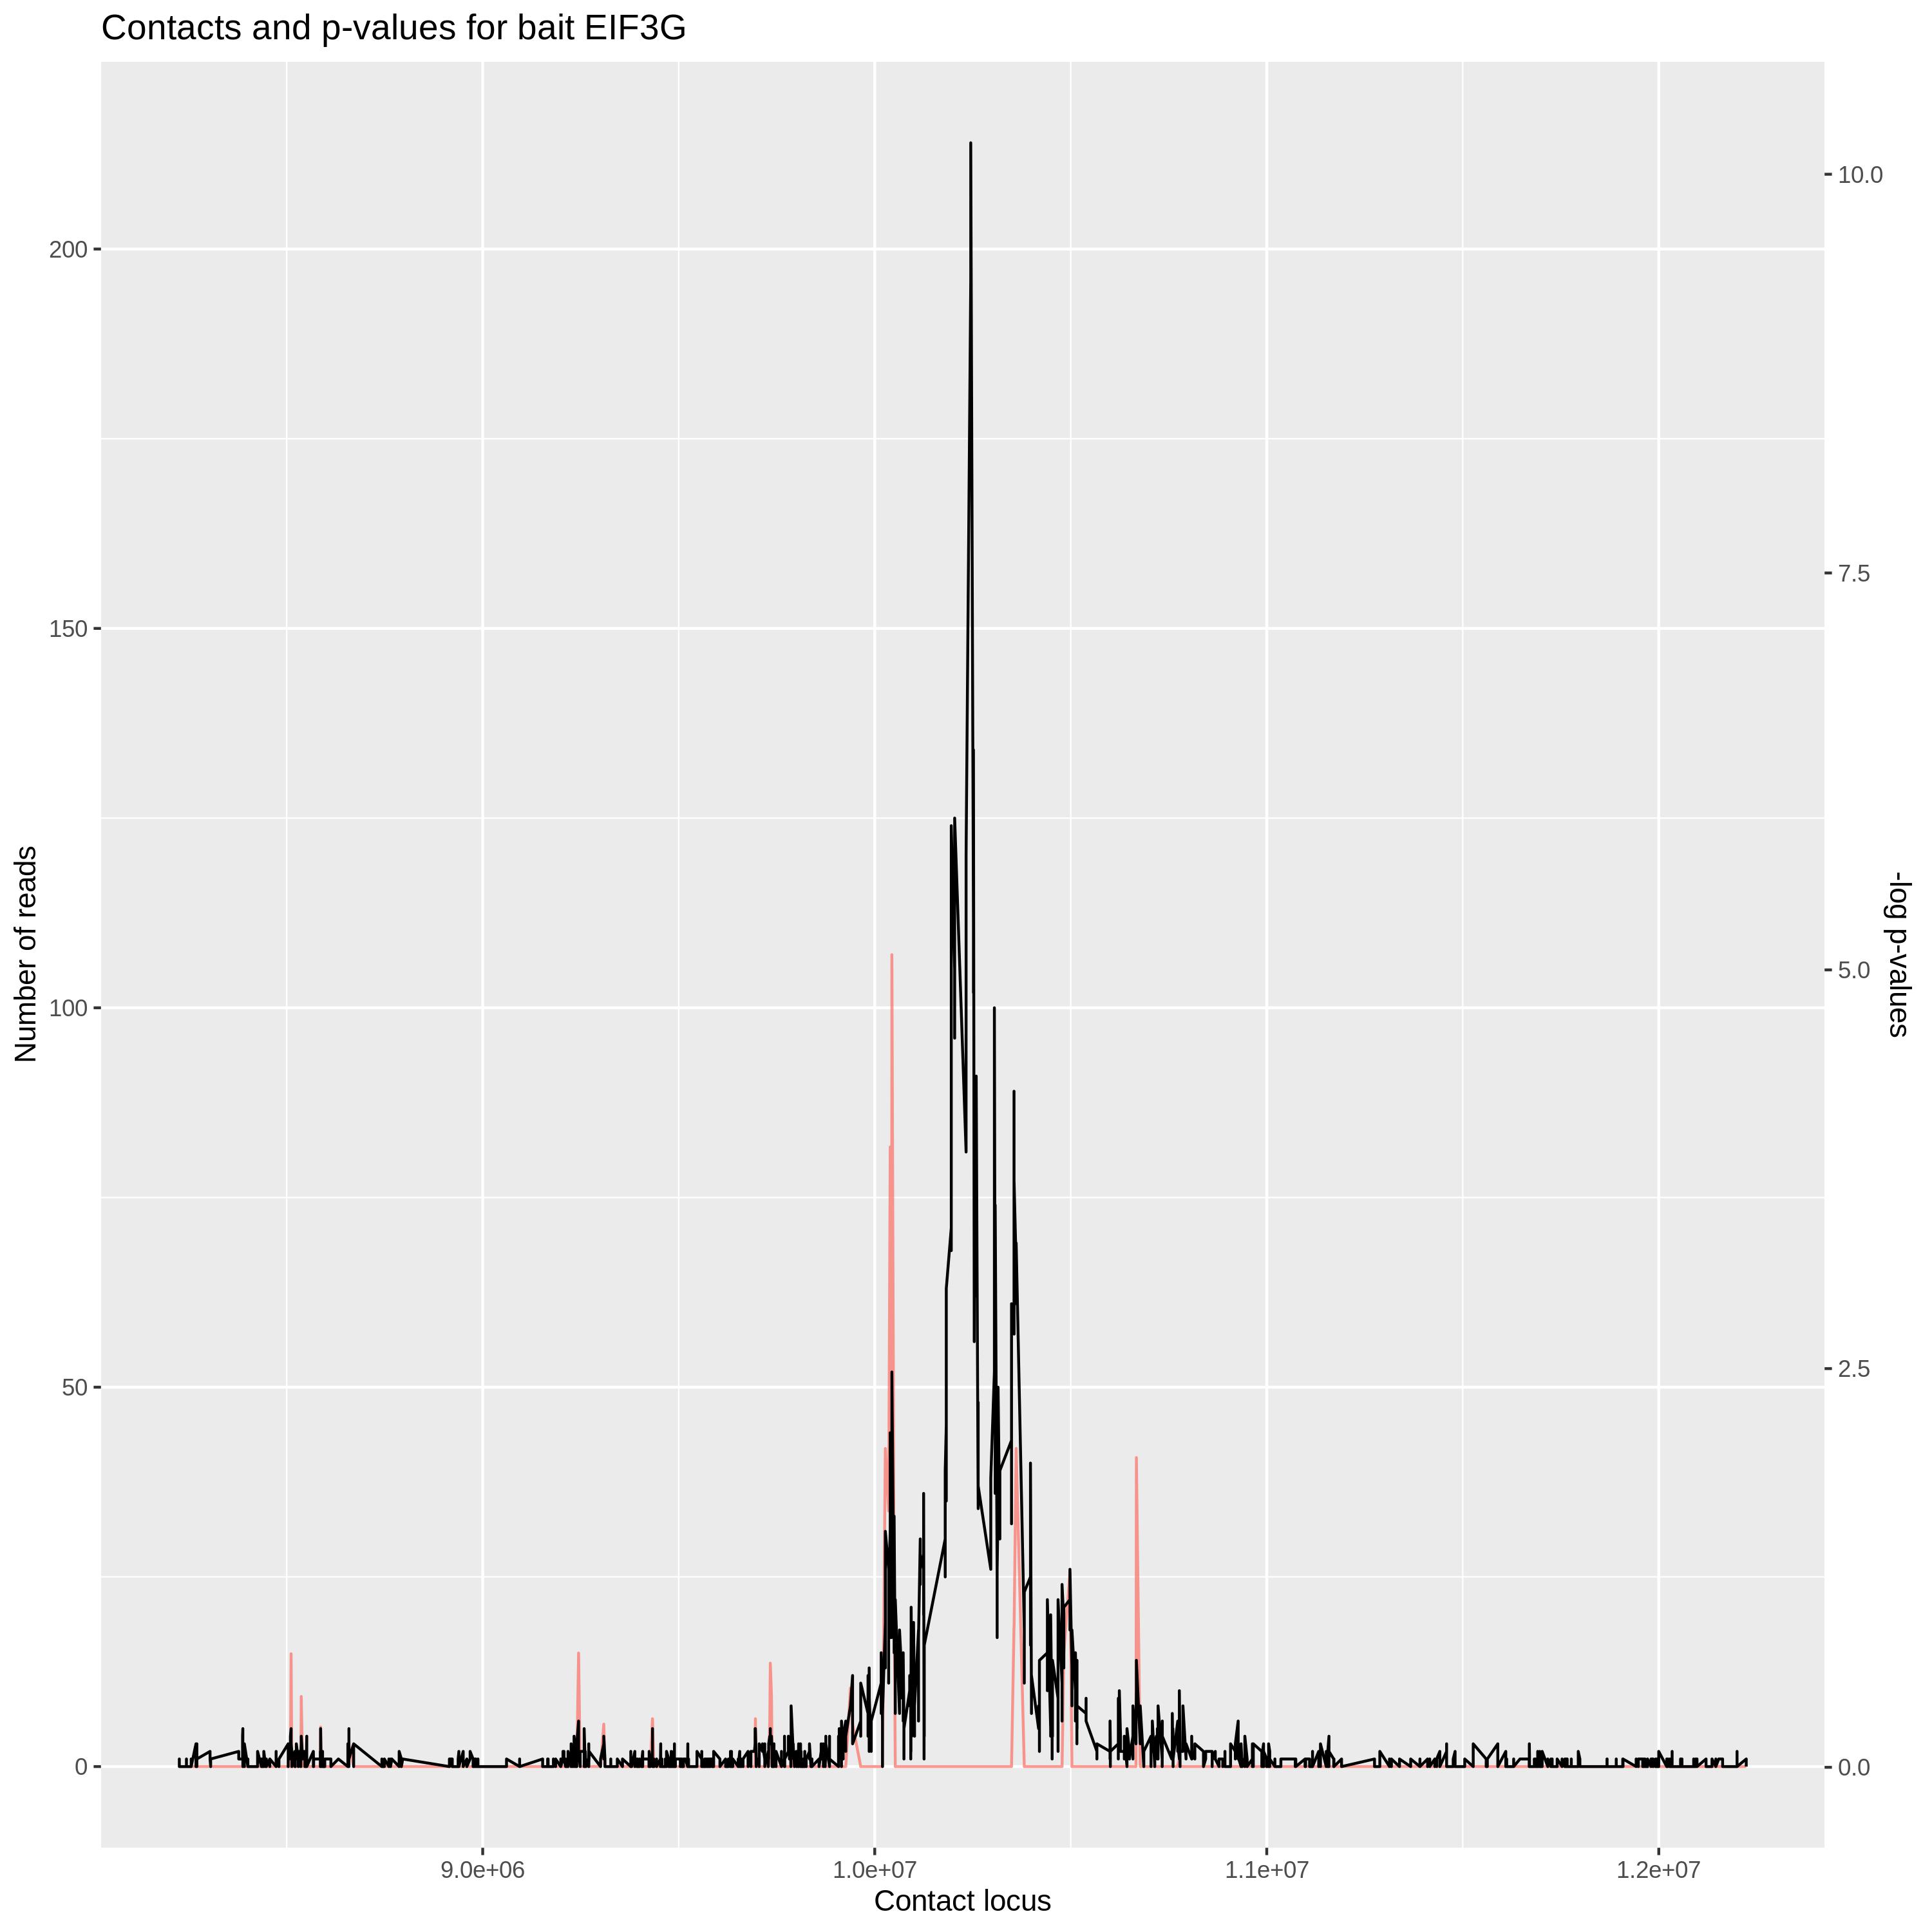 Contacts and p-values for bait EIF3G
Number of reads
200
150
100
50
0
10.0
7.5
5.0
2.5
0.0
-log p-values
9.0e+06
1.0e+07
1.1e+07
1.2e+07
Contact locus